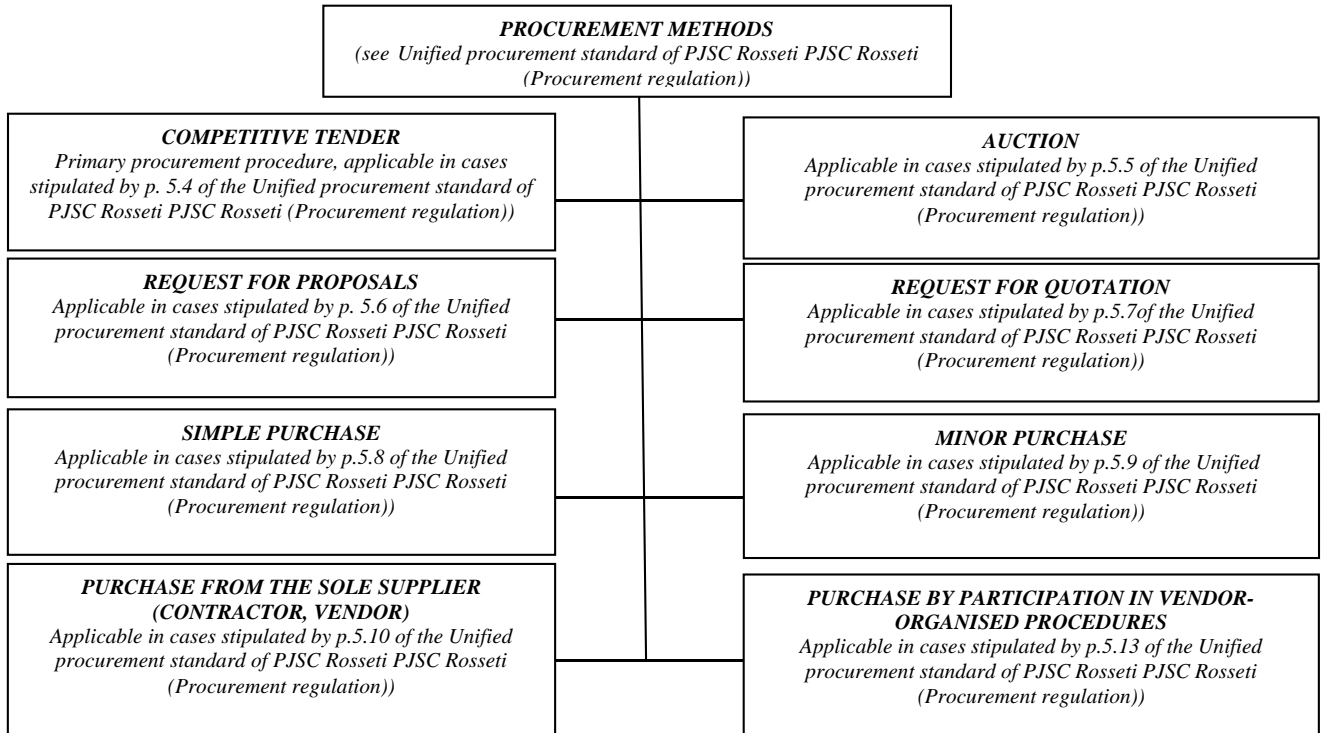 PROCUREMENT METHODS
(see Unified procurement standard of PJSC Rosseti PJSC Rosseti
(Procurement regulation))
COMPETITIVE TENDER
Primary procurement procedure, applicable in cases
stipulated by p. 5.4 of the Unified procurement standard of
PJSC Rosseti PJSC Rosseti (Procurement regulation))
AUCTION
Applicable in cases stipulated by p.5.5 of the Unified
procurement standard of PJSC Rosseti PJSC Rosseti
(Procurement regulation))
REQUEST FOR PROPOSALS
Applicable in cases stipulated by p. 5.6 of the Unified
procurement standard of PJSC Rosseti PJSC Rosseti
(Procurement regulation))
REQUEST FOR QUOTATION
Applicable in cases stipulated by p.5.7of the Unified
procurement standard of PJSC Rosseti PJSC Rosseti
(Procurement regulation))
SIMPLE PURCHASE
Applicable in cases stipulated by p.5.8 of the Unified
procurement standard of PJSC Rosseti PJSC Rosseti
(Procurement regulation))
MINOR PURCHASE
Applicable in cases stipulated by p.5.9 of the Unified
procurement standard of PJSC Rosseti PJSC Rosseti
(Procurement regulation))
PURCHASE FROM THE SOLE SUPPLIER
(CONTRACTOR, VENDOR)
Applicable in cases stipulated by p.5.10 of the Unified
procurement standard of PJSC Rosseti PJSC Rosseti
(Procurement regulation))
PURCHASE BY PARTICIPATION IN VENDOR-
ORGANISED PROCEDURES
Applicable in cases stipulated by p.5.13 of the Unified
procurement standard of PJSC Rosseti PJSC Rosseti
(Procurement regulation))